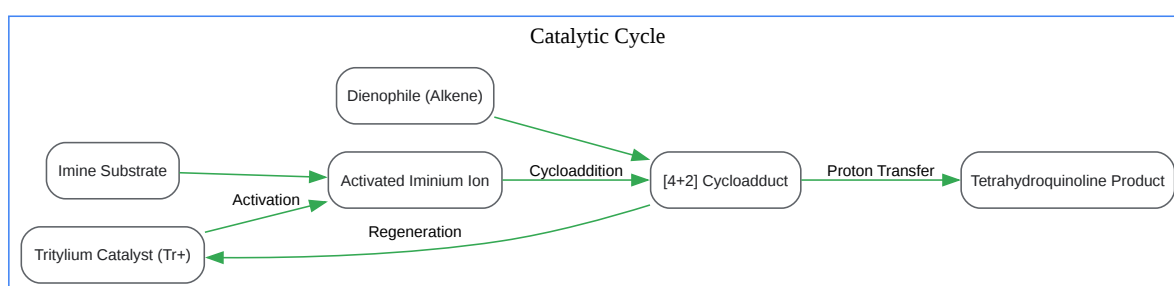 Catalytic Cycle
Dienophile (Alkene)
Imine Substrate
Activated Iminium Ion
Cycloaddition
[4+2] Cycloadduct
Proton Transfer
Tetrahydroquinoline Product
Activation
Regeneration
Tritylium Catalyst (Tr+)